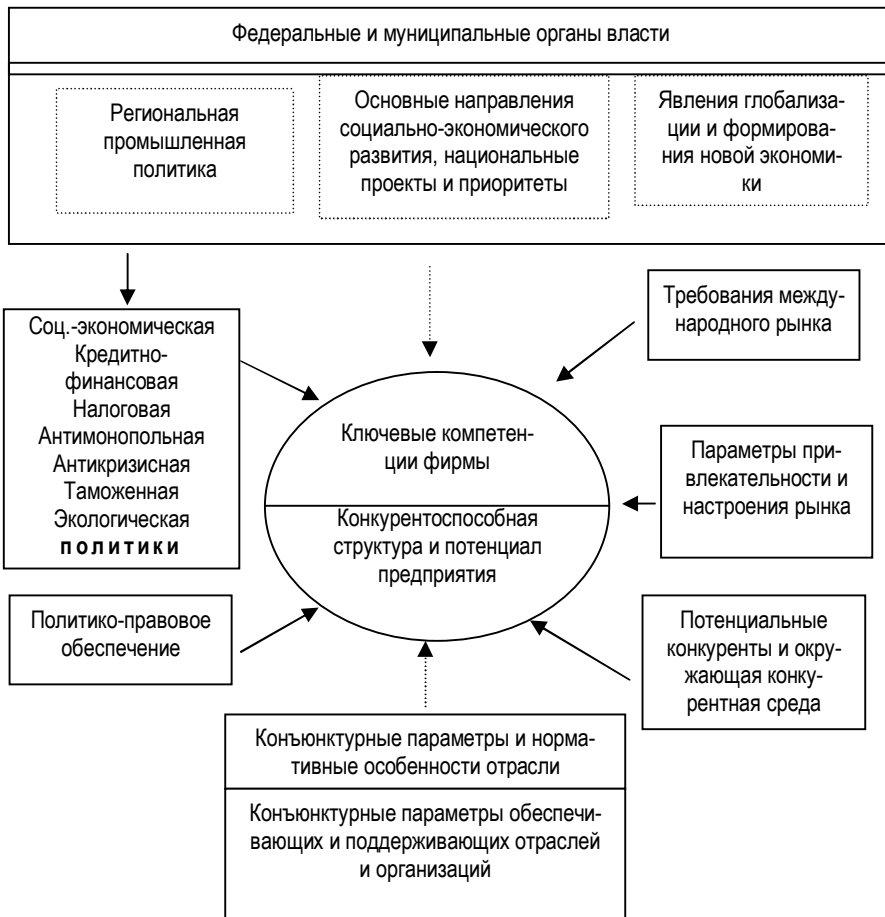 Федеральные и муниципальные органы власти
Региональная
промышленная
политика
Основные направления
социально-экономического
развития, национальные
проекты и приоритеты
Явления глобализа-
ции и формирова-
ния новой экономи-
ки
Требования между-
народного рынка
Соц.-экономическая
Кредитно-
финансовая
Налоговая
Антимонопольная
Антикризисная
Таможенная
Экологическая
политики
Ключевые компетен-
ции фирмы
Конкурентоспособная
структура и потенциал
предприятия
Параметры при-
влекательности и
настроения рынка
Политико-правовое
обеспечение
Потенциальные
конкуренты и окру-
жающая конку-
рентная среда
Конъюнктурные параметры и норма-
тивные особенности отрасли
Конъюнктурные параметры обеспечи-
вающих и поддерживающих отраслей
и организаций